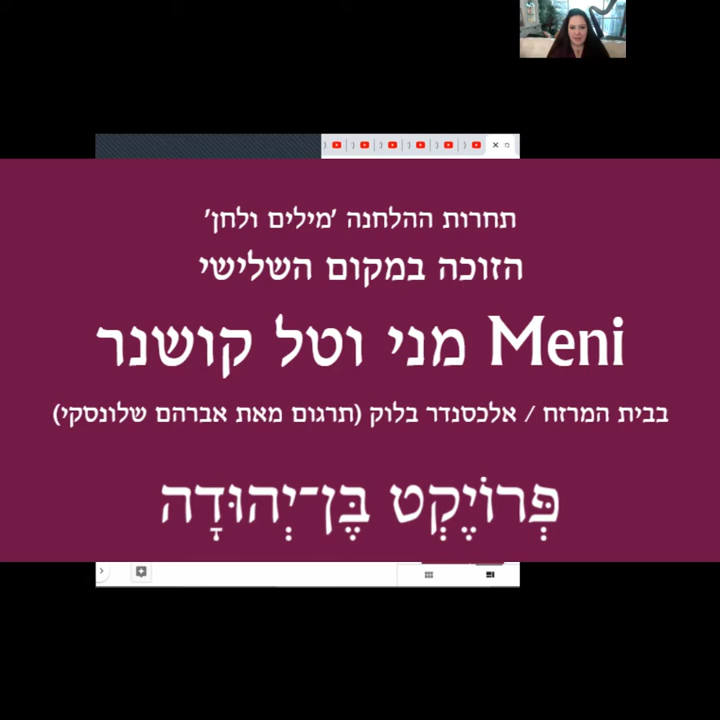 תחרות ההלחנה 'מילים ולחן'
הזוכה במקום השלישי
Meni מני וטל קושנר
בבית המרזח / אלכסנדר בלוק (תרגום מאת אברהם שלונסקי)
פְּרוֹיֶקְט בֶּן־יְהוּדָה